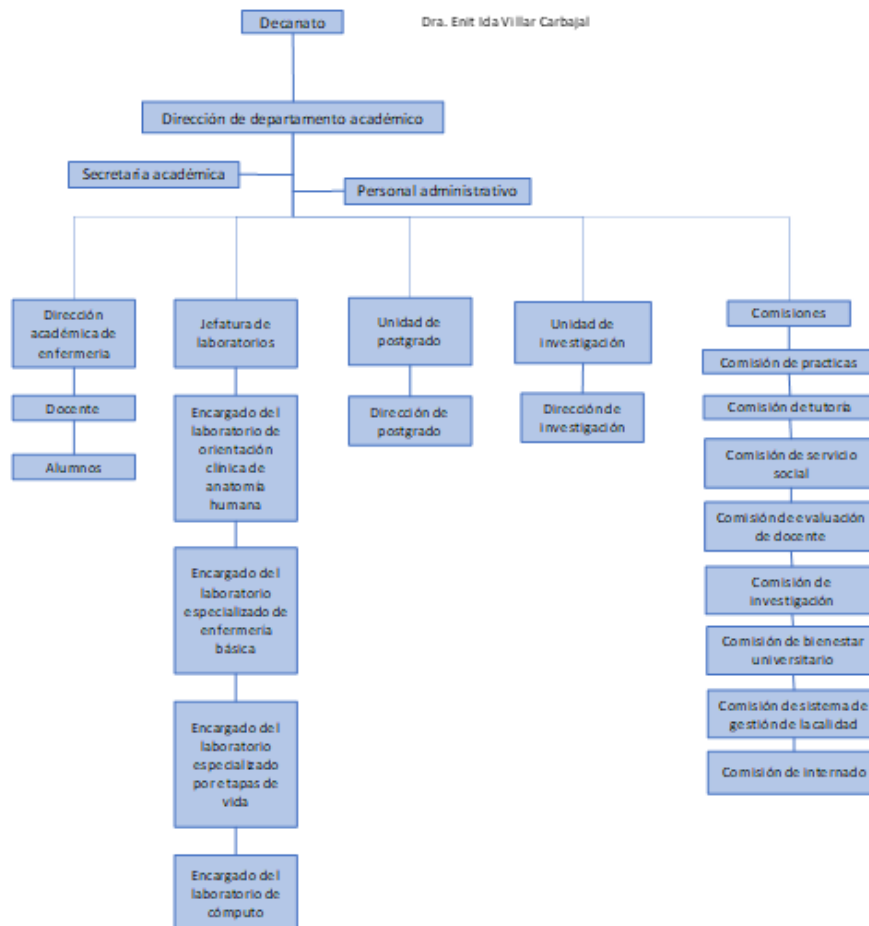 Decanato
Dra. Enit Ida Villar Carbajal
Dirección de departamento académico
Secretaria académica
Personal administrativo
Dirección
académica de
enfermería
Docente
Alumnos
Jefatura de
laboratorios
Encargado del
laboratorio de
orientación
clínica de
anatomía
humana
Encargado del
laboratorio
especializado de
enfermería
básica
Encargado del
laboratorio
especializado
por etapas de
vida
Encargado del
laboratorio de
cómputo
Unidad de
postgrado
Dirección de
postgrado
Unidad de
investigación
Dirección de
investigación
Comisiones
Comisión de practicas
Comisión de tutoría
Comisión de servicio
social
Comisión de evaluación
de docente
Comisión de
investigación
Comisión de bienestar
universitario
Comisión de sistema de
gestión de la calidad
Comisión de internado